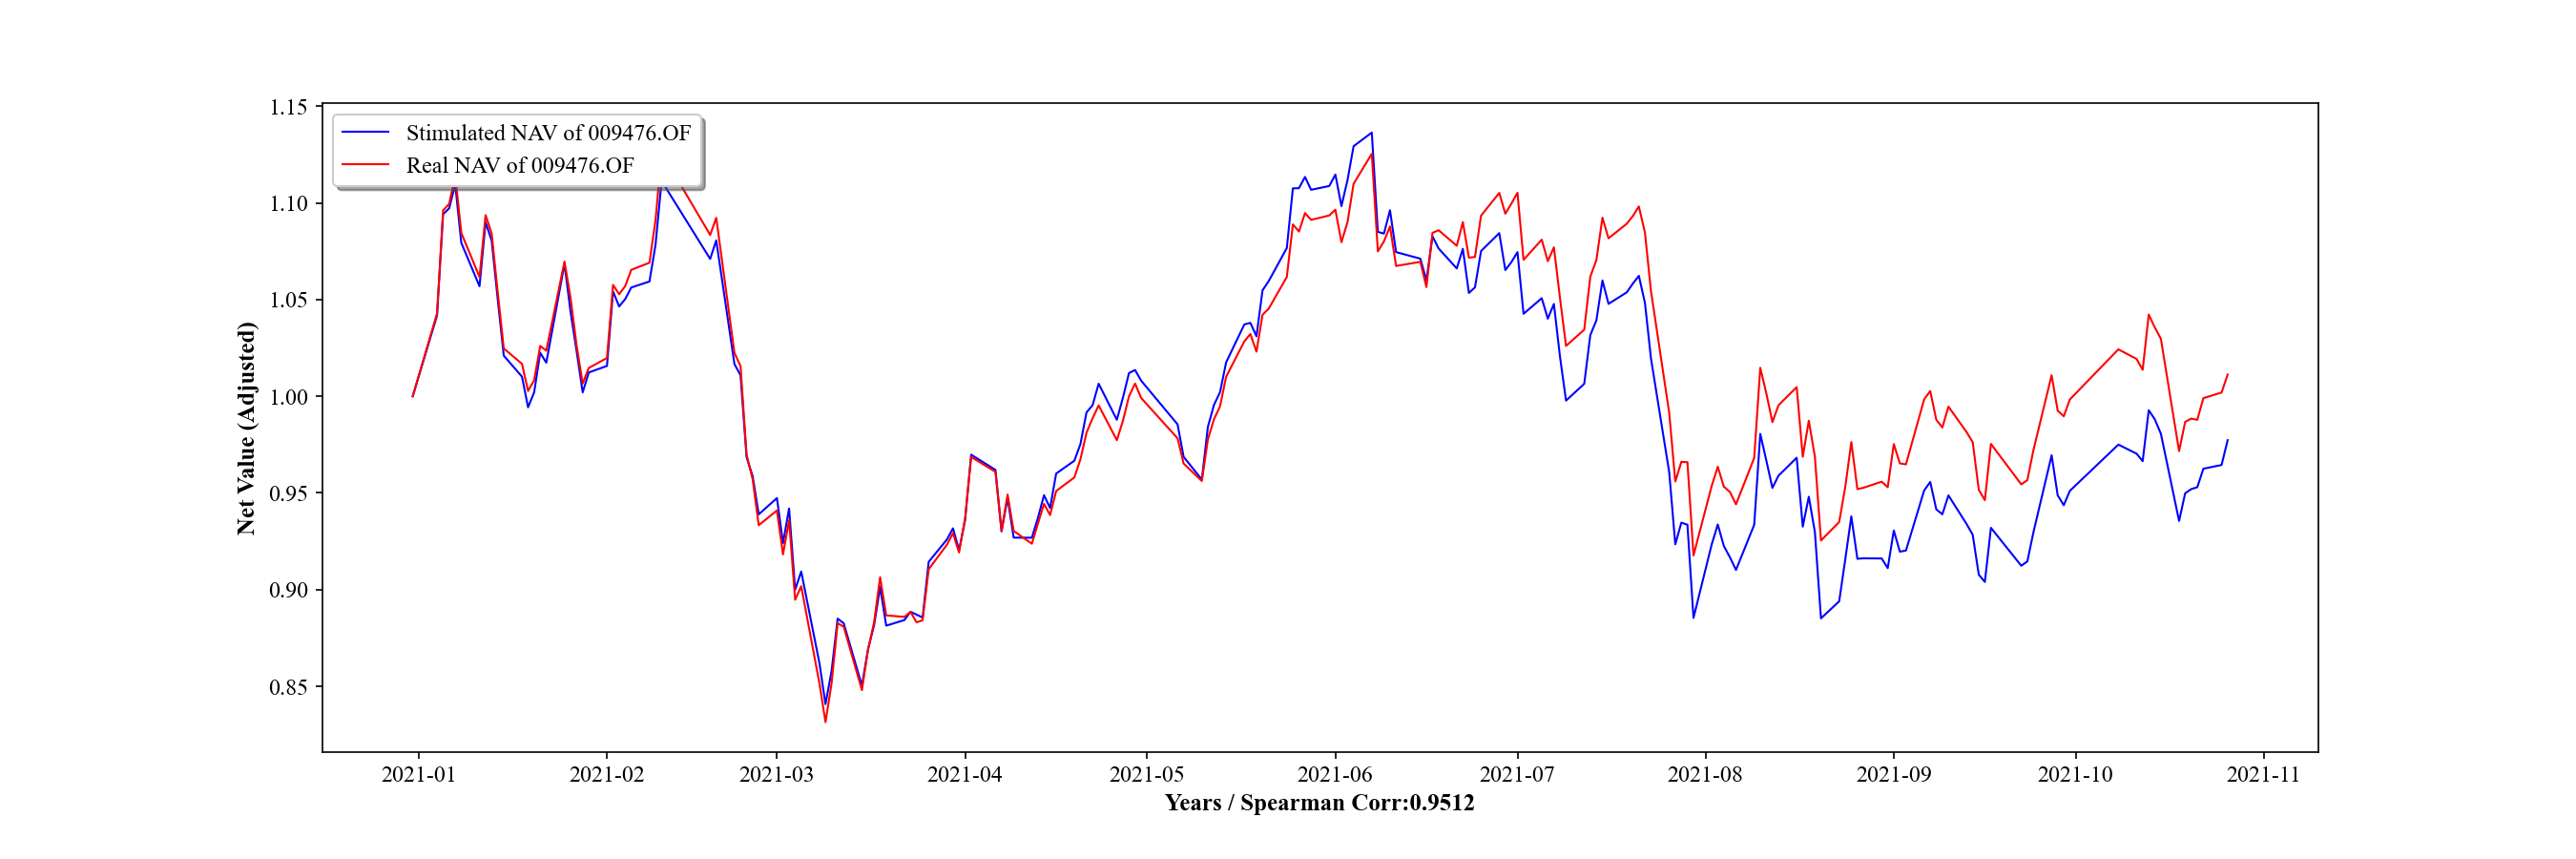 1.15
1.10
1.05
1.00
0.95
0.90
0.85
Net Value (Adjusted)
Stimulated NAV of 009476.OF
Real NAV of 009476.OF
2021-01 2021-02 2021-03 2021-04 2021-05 2021-06 2021-07 2021-08 2021-09 2021-10 2021-11
Years / Spearman Corr:0.9512